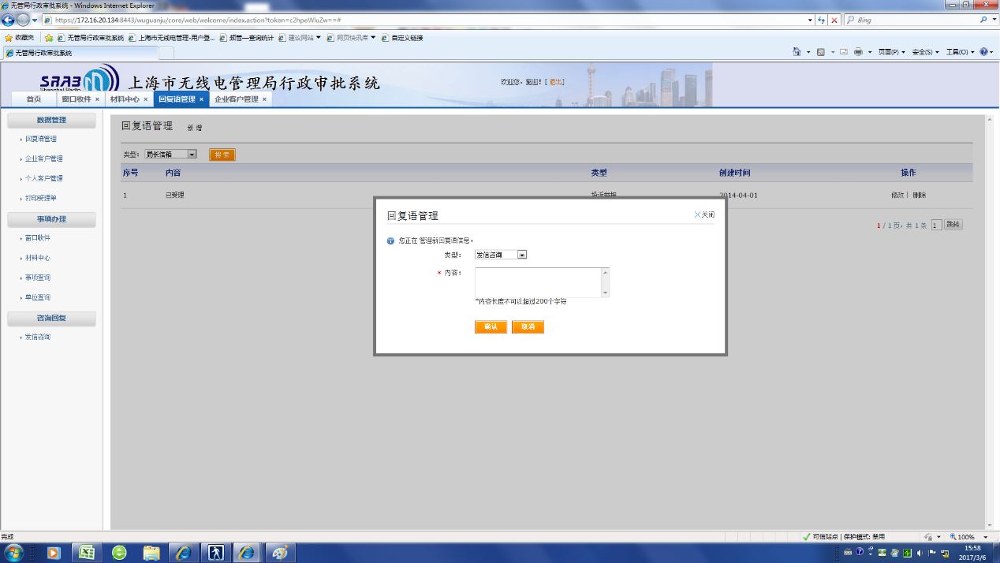 无管局行政审批系统 - Windows Internet Explorer
https://172.16.20.134:8443/wuguanju/core/web/welcome/index.action?token=c2hpeWluZw==#
Bing
收藏夹 无管局行政审批系统 上海市无线电管理-用户登... 频管—查询统计 建议网站 网页快讯库 自定义链接
无管局行政审批系统
页面(P) 安全(S) 工具(O)
SRAB 上海市无线电管理局行政审批系统
Shanghai Radio
欢迎您, ! [ 退出]
首页 窗口收件 × 材料中心 × 回复语管理 × 企业客户管理 ×
数据管理
回复语管理
企业客户管理
个人客户管理
打印受理单
事项办理
窗口收件
材料中心
事项查询
单位查询
咨询回复
发信咨询
回复语管理 新 增
类型: 局长信箱 搜 索
序号 内容 类型 创建时间 操作
1 已受理 投诉举报 2014-04-01 修改 | 删除
1 / 1 页, 共 1 条 1 跳转
回复语管理 关闭
您正在 管理新回复语信息。
类型: 发信咨询
* 内容:
*内容长度不可以超过200个字符
确认 取消
完成
可信站点 | 保护模式: 禁用
100%
15:58
2017/3/6